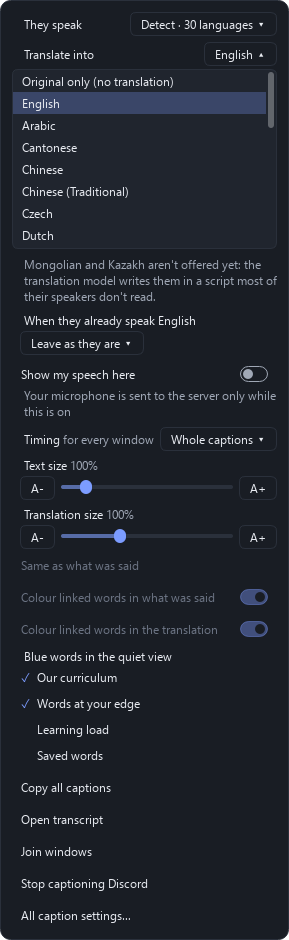 They speak
Detect · 30 languages
Translate into
English
Original only (no translation)
English
Arabic
Cantonese
Chinese
Chinese (Traditional)
Czech
Dutch
Mongolian and Kazakh aren't offered yet: the
translation model writes them in a script most of
their speakers don't read.
When they already speak English
Leave as they are
Show my speech here
Your microphone is sent to the server only while
this is on
Timing for every window
Whole captions
Text size 100%
A-
A+
Translation size 100%
A-
A+
Same as what was said
Colour linked words in what was said
Colour linked words in the translation
Blue words in the quiet view
✓ Our curriculum
✓ Words at your edge
Learning load
Saved words
Copy all captions
Open transcript
Join windows
Stop captioning Discord
All caption settings...